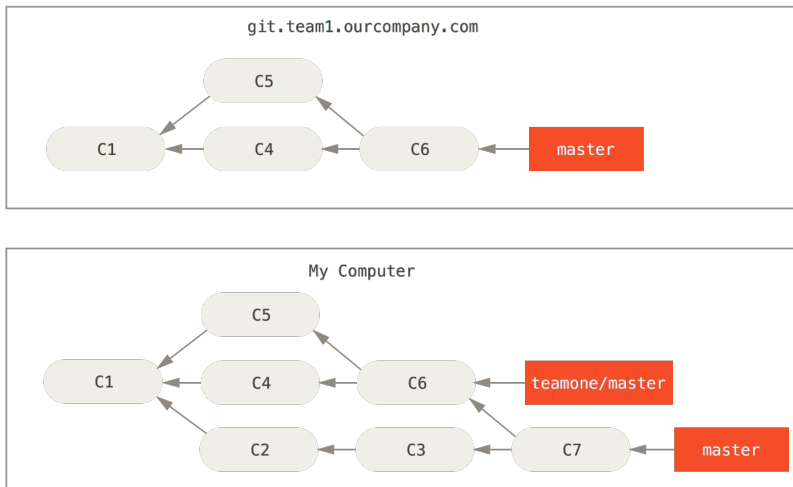 git.team1.ourcompany.com
C5
C1 C4 C6 master
My Computer
C5
C1 C4 C6 teamone/master
C2 C3 C7 master